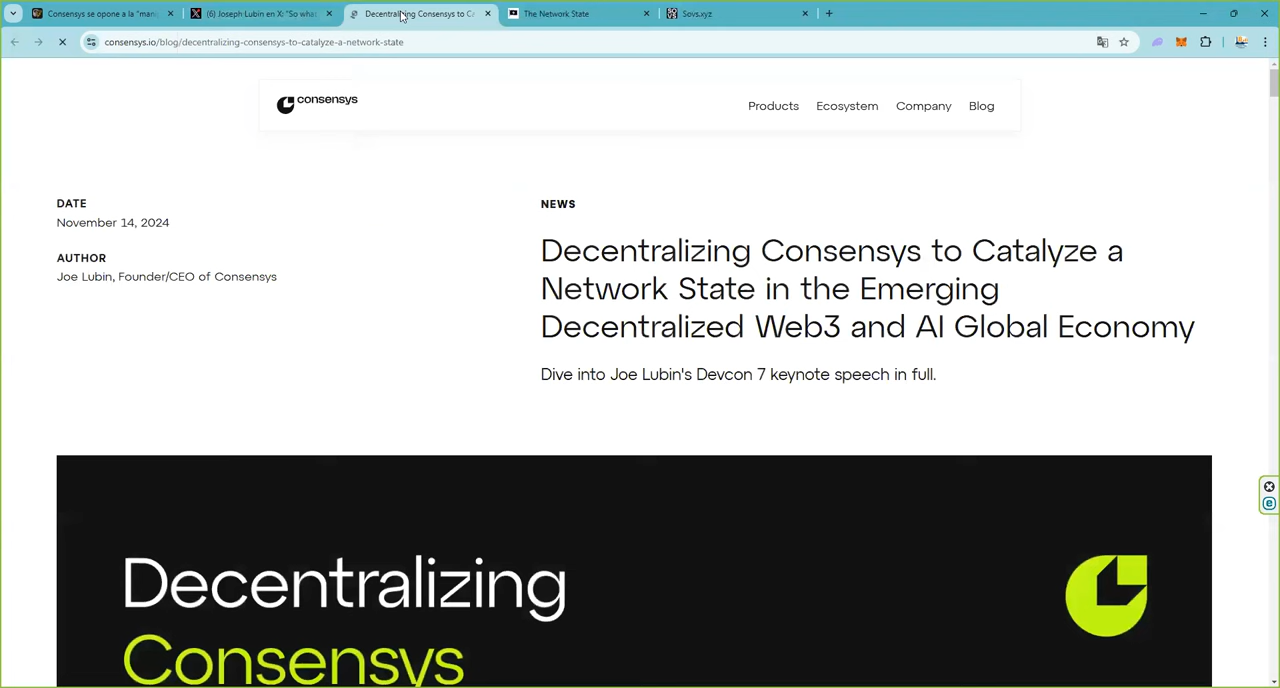 Consensys se opone a la "man
(6) Joseph Lubin en X: "So wha
Decentralizing Consensys to Ca
The Network State
Sovs.xyz
consensys.io/blog/decentralizing-consensys-to-catalyze-a-network-state
consensys
Products Ecosystem Company Blog
DATE
November 14, 2024
AUTHOR
Joe Lubin, Founder/CEO of Consensys
NEWS
Decentralizing Consensys to Catalyze a
Network State in the Emerging
Decentralized Web3 and AI Global Economy
Dive into Joe Lubin's Devcon 7 keynote speech in full.
Decentralizing
Consensys